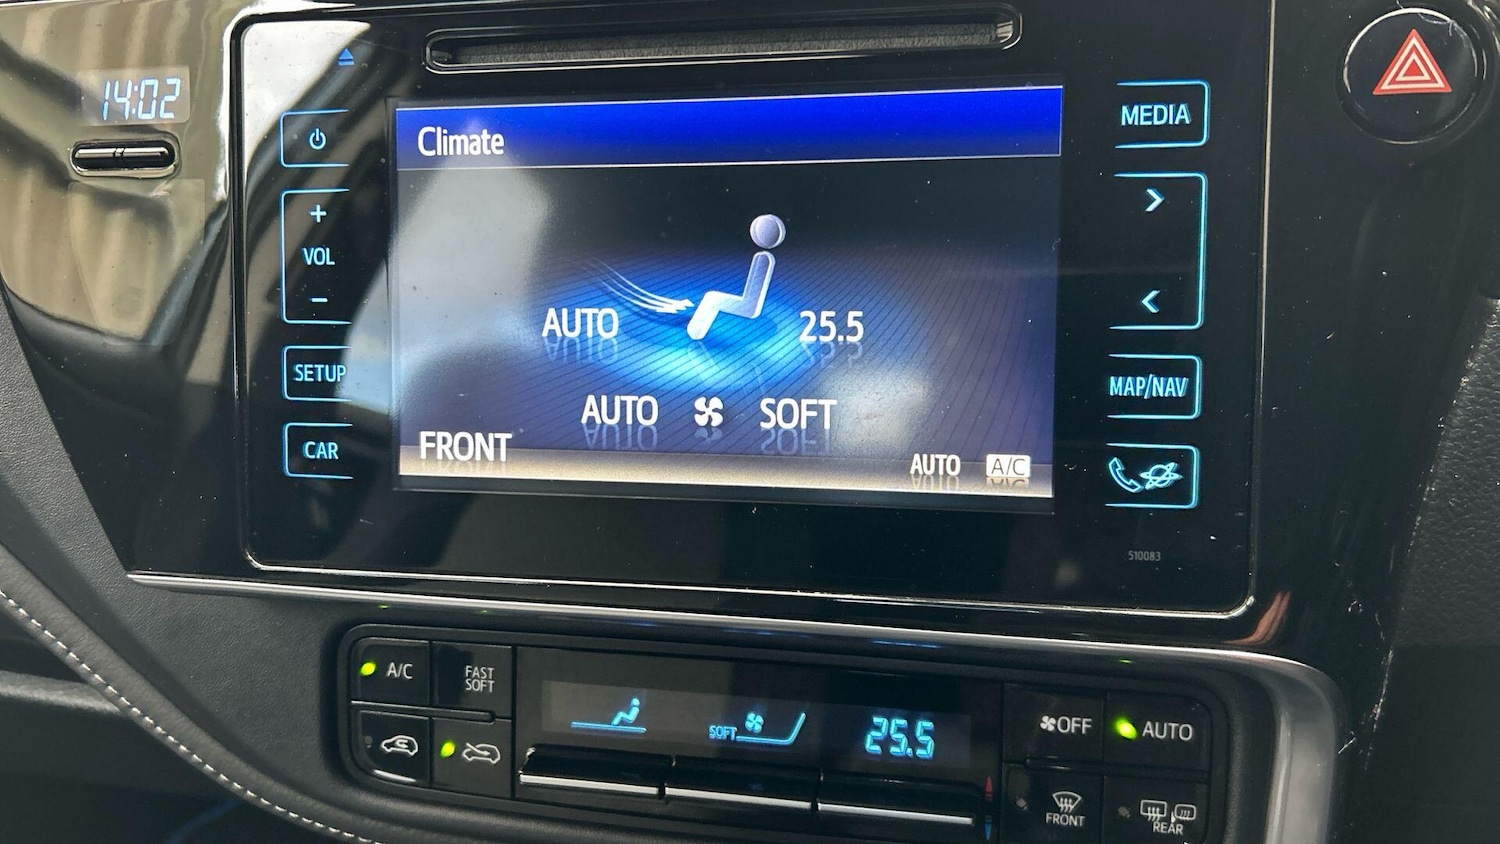 14:02
Climate
AUTO 25.5
AUTO SOFT
FRONT
AUTO A/C
VOL
SETUP
CAR
MEDIA
MAP/NAV
510083
A/C
FAST
SOFT
SOFT
25.5
OFF
AUTO
FRONT
REAR